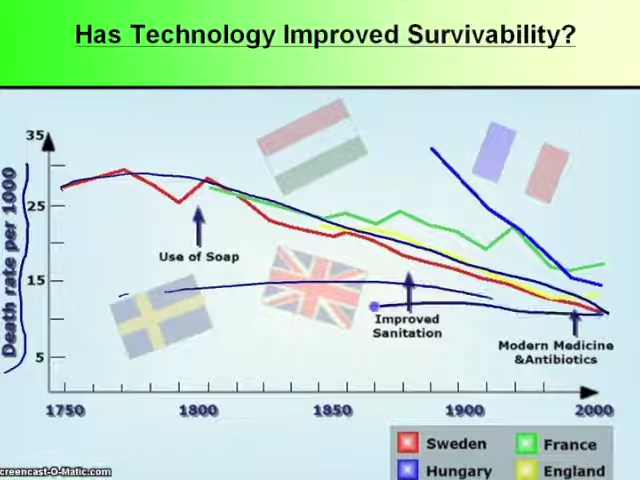 Has Technology Improved Survivability?
35
25
15
5
Death rate per 1000
Use of Soap
Improved
Sanitation
Modern Medicine
&Antibiotics
1750
1800
1850
1900
2000
Sweden
France
Hungary
England
creencast-O-Matic.com